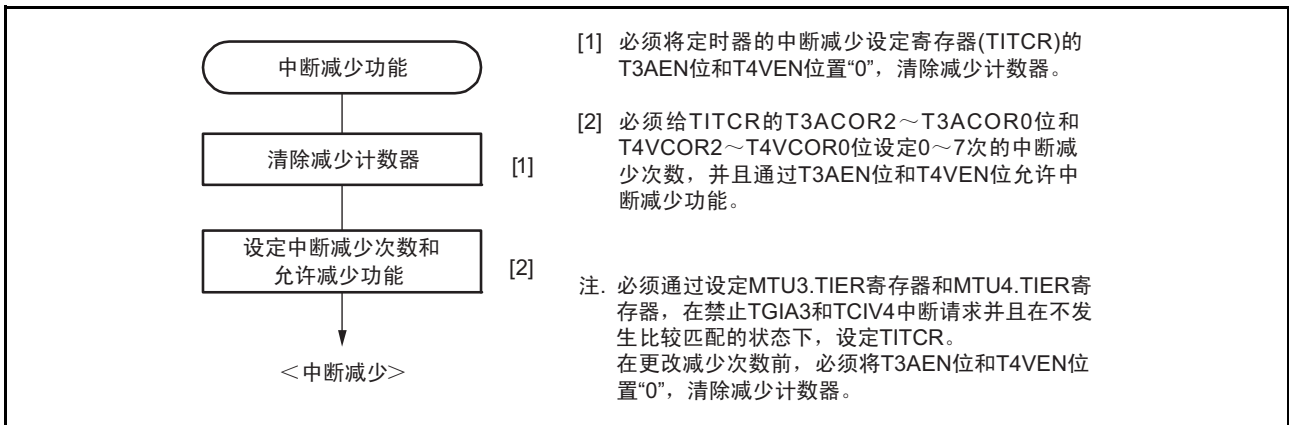 中断减少功能
清除减少计数器
[1]
设定中断减少次数和
允许减少功能
[2]
＜中断减少＞
[1] 必须将定时器的中断减少设定寄存器(TITCR)的
T3AEN位和T4VEN位置“0”，清除减少计数器。
[2] 必须给TITCR的T3ACOR2～T3ACOR0位和
T4VCOR2～T4VCOR0位设定0～7次的中断减
少次数，并且通过T3AEN位和T4VEN位允许中
断减少功能。
注. 必须通过设定MTU3.TIER寄存器和MTU4.TIER寄
存器，在禁止TGIA3和TCIV4中断请求并且在不发
生比较匹配的状态下，设定TITCR。
在更改减少次数前，必须将T3AEN位和T4VEN位
置“0”，清除减少计数器。